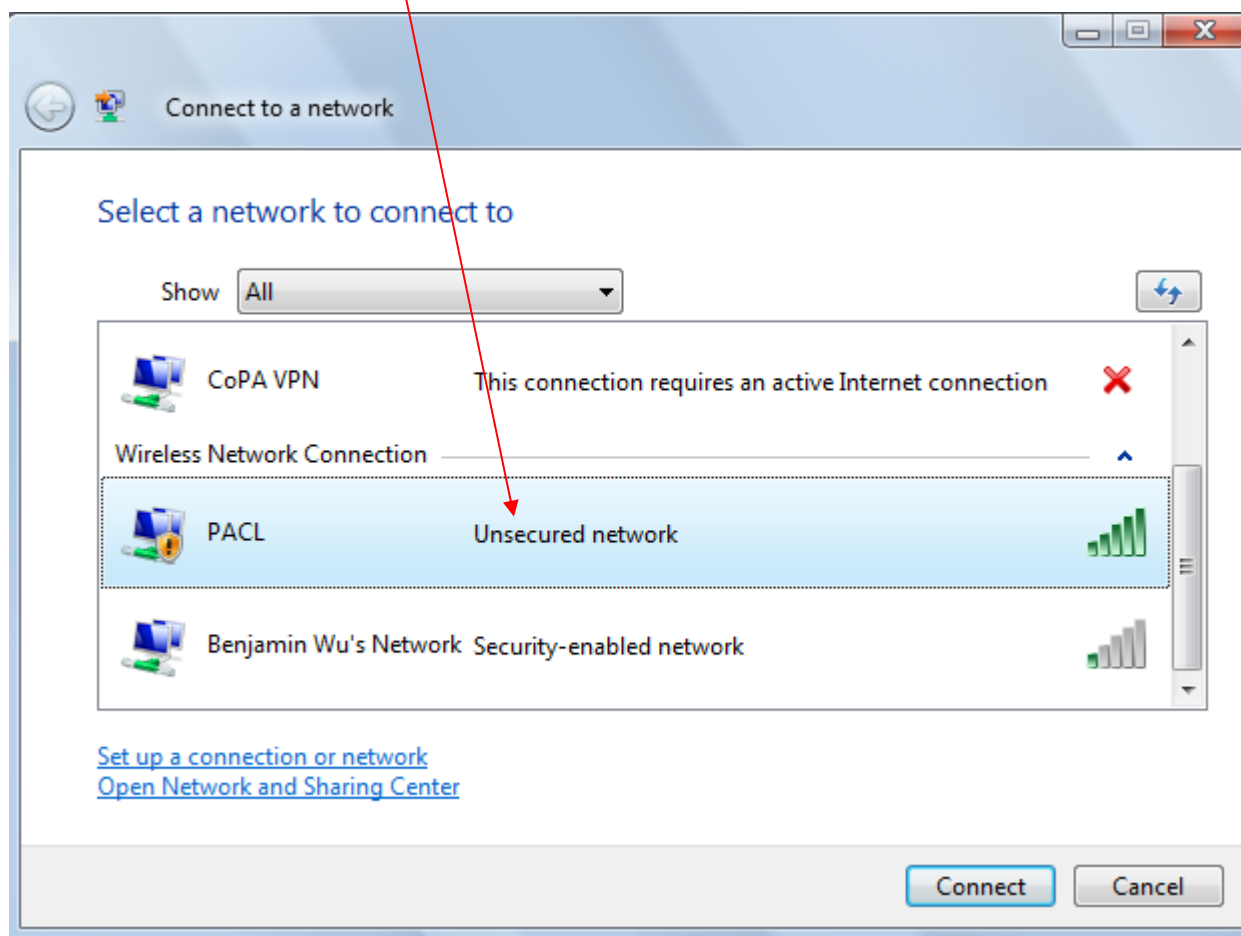 Connect to a network
Select a network to connect to
Show All
CoPA VPN This connection requires an active Internet connection
Wireless Network Connection
PACL Unsecured network
Benjamin Wu's Network Security-enabled network
Set up a connection or network
Open Network and Sharing Center
Connect Cancel